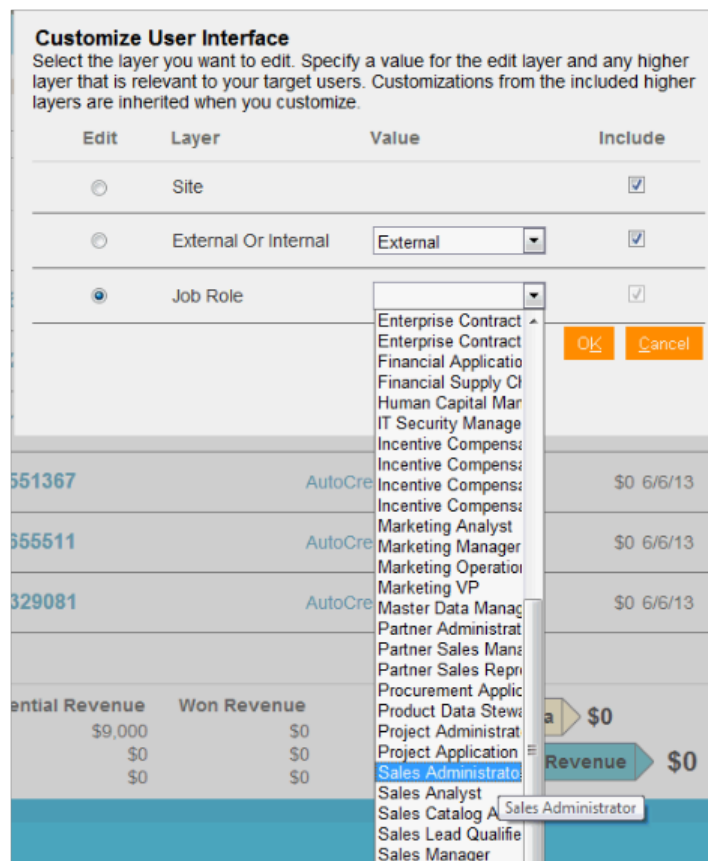 Customize User Interface
Select the layer you want to edit. Specify a value for the edit layer and any higher
layer that is relevant to your target users. Customizations from the included higher
layers are inherited when you customize.
Edit Layer Value Include
Site
External Or Internal External
Job Role
Enterprise Contract
Enterprise Contract
OK Cancel
Financial Applicatio
Financial Supply Ch
Human Capital Man
IT Security Manage
Incentive Compensa
Incentive Compensa
Incentive Compensa
Incentive Compensa
Marketing Analyst
Marketing Manager
Marketing Operation
Marketing VP
Master Data Manag
Partner Administrat
Partner Sales Mana
Partner Sales Repre
Procurement Applic
Product Data Stewa
Project Administrat
Project Application
Sales Administrato
Sales Analyst
Sales Catalog A
Sales Lead Qualifie
Sales Manager
Sales Administrator
551367 AutoCre $0 6/6/13
655511 AutoCre $0 6/6/13
329081 AutoCre $0 6/6/13
ential Revenue Won Revenue
$9,000 $0
$0 $0
$0 $0
a $0
Revenue $0